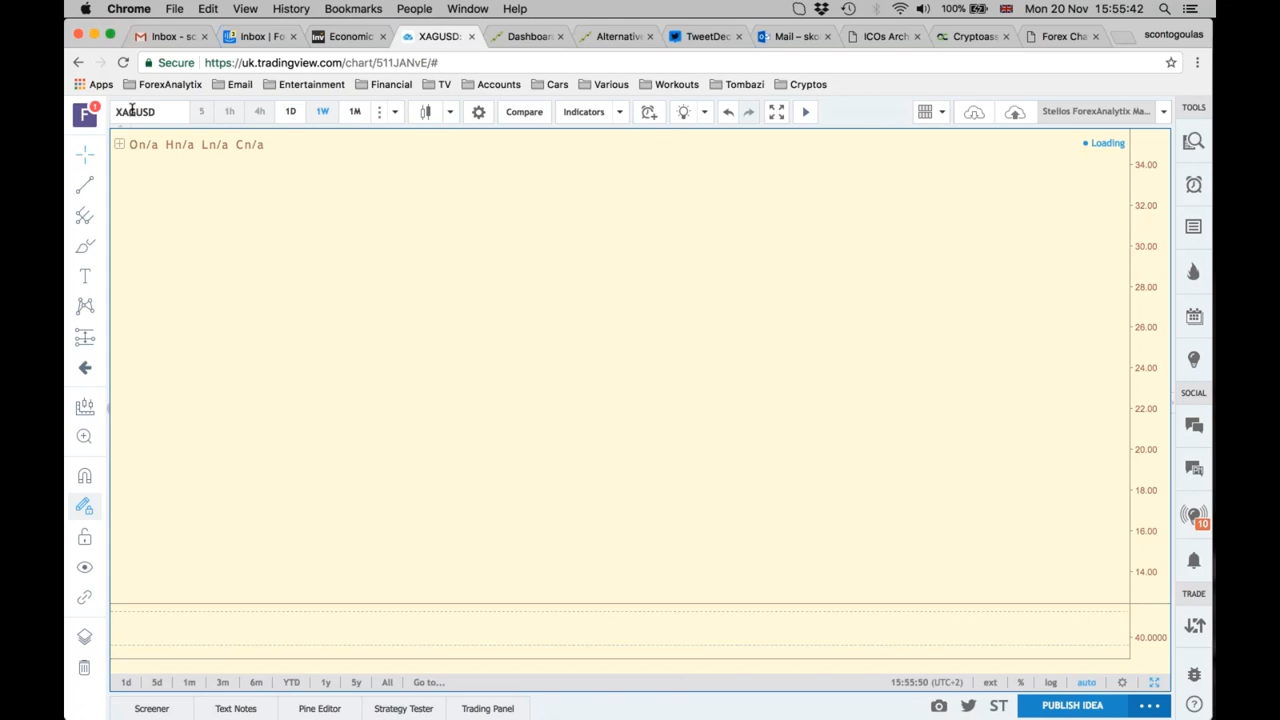 Chrome File Edit View History Bookmarks People Window Help 100% Mon 20 Nov 15:55:42
Inbox - sc Inbox | Fo Inv Economic XAGUSD: Dashboar Alternativ TweetDec Mail – sko ICOs Arch Cryptoass Forex Cha scontogoulas
Secure https://uk.tradingview.com/chart/511JANvE/#
Apps ForexAnalytix Email Entertainment Financial TV Accounts Cars Various Workouts Tombazi Cryptos
F 1 XAGUSD 5 1h 4h 1D 1W 1M Compare Indicators Stelios ForexAnalytix Ma... TOOLS
On/a Hn/a Ln/a Cn/a Loading
34.00
32.00
30.00
28.00
26.00
24.00
22.00
20.00
18.00
16.00
14.00
40.0000
T
SOCIAL
10
TRADE
1d 5d 1m 3m 6m YTD 1y 5y All Go to... 15:55:50 (UTC+2) ext % log auto
Screener Text Notes Pine Editor Strategy Tester Trading Panel ST PUBLISH IDEA